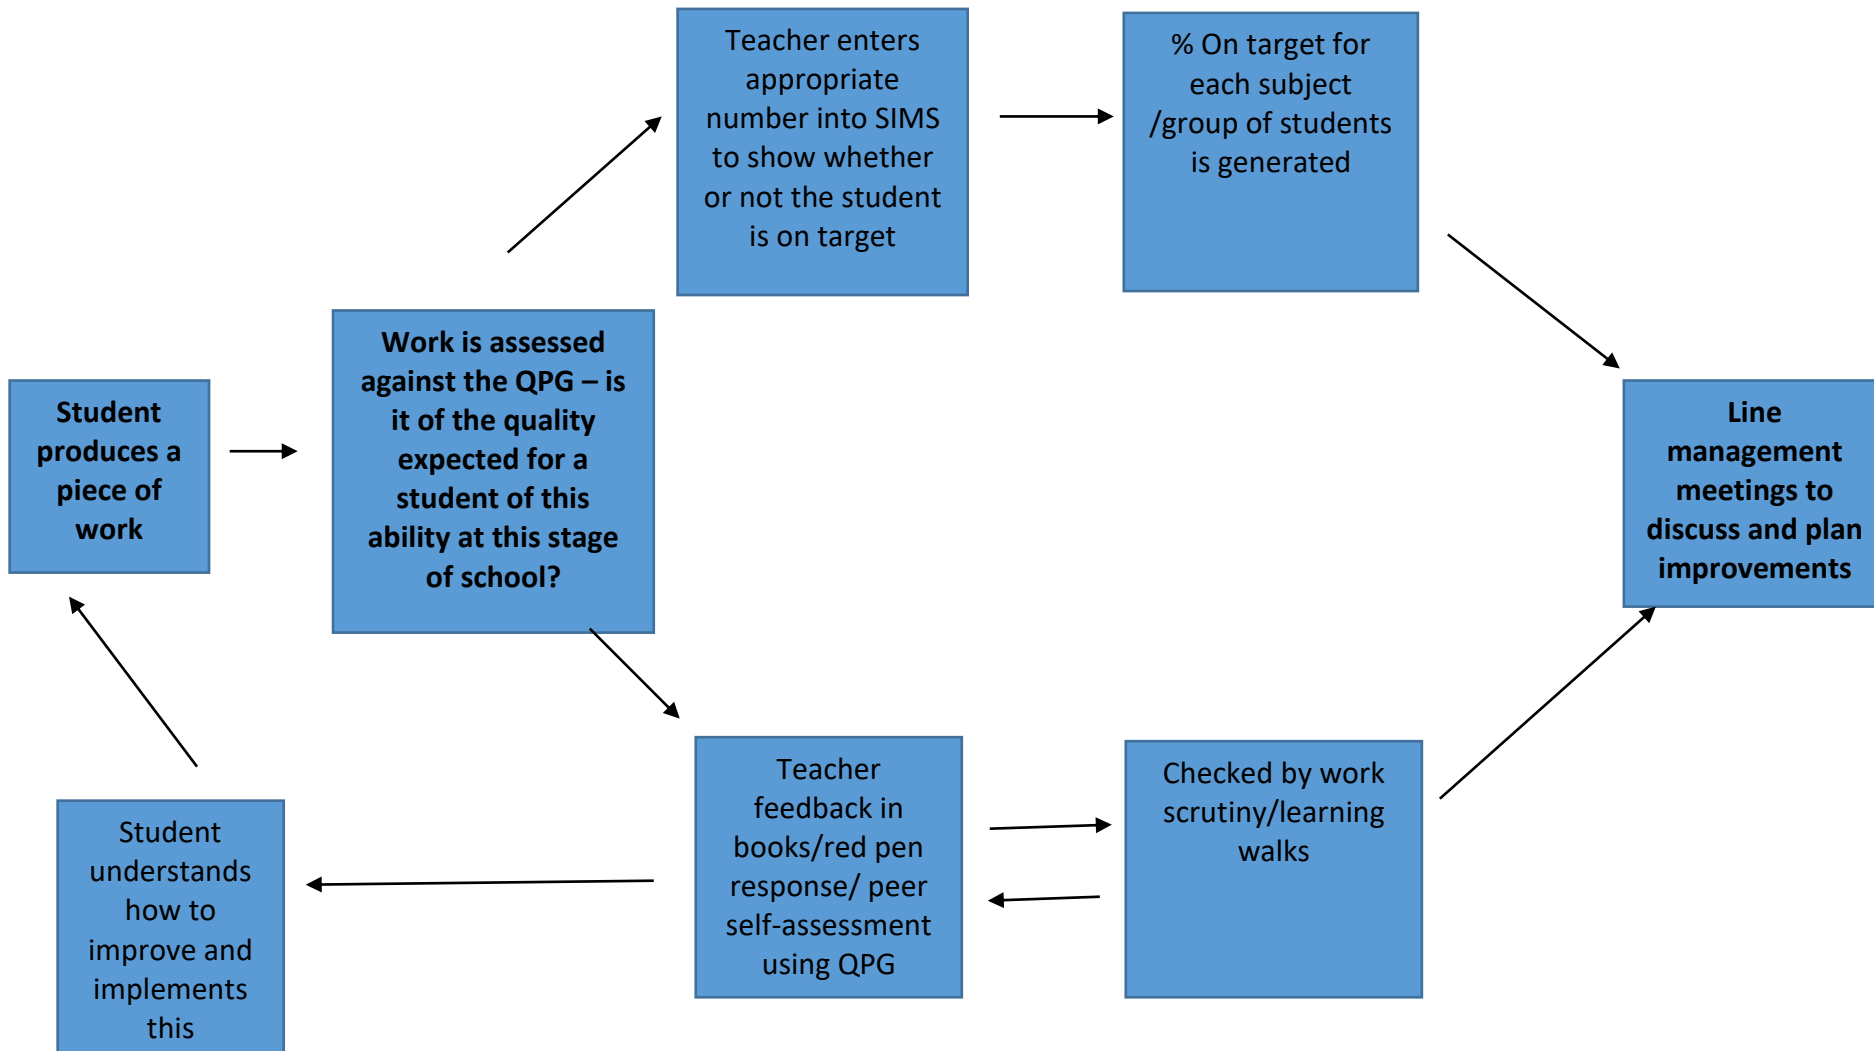 Teacher enters
appropriate
number into SIMS
to show whether
or not the student
is on target
% On target for
each subject
/group of students
is generated
Student
produces a
piece of
work
Work is assessed
against the QPG – is
it of the quality
expected for a
student of this
ability at this stage
of school?
Line
management
meetings to
discuss and plan
improvements
Student
understands
how to
improve and
implements
this
Teacher
feedback in
books/red pen
response/ peer
self-assessment
using QPG
Checked by work
scrutiny/learning
walks